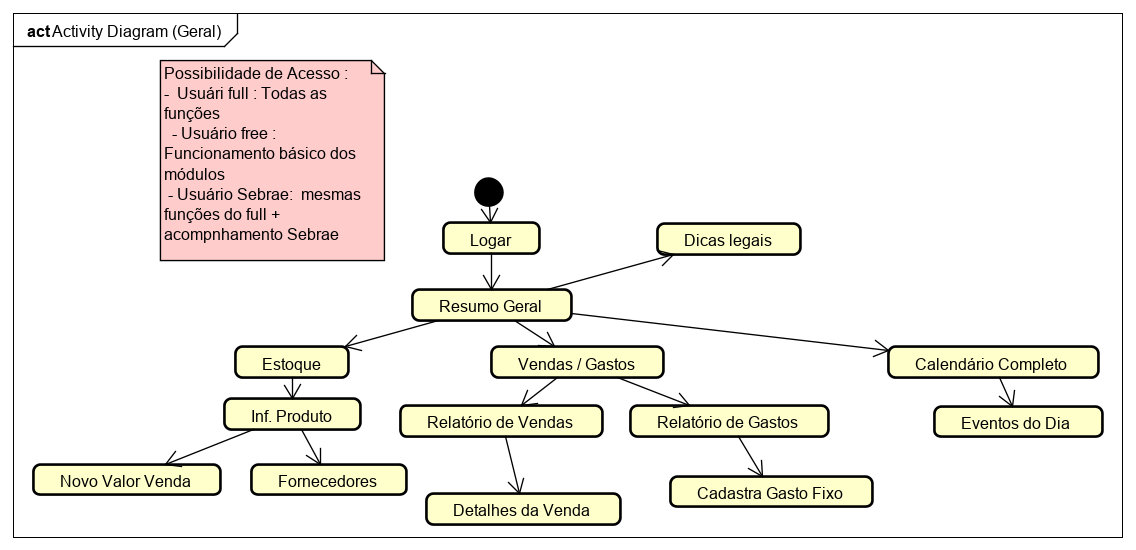 act Activity Diagram (Geral)
Possibilidade de Acesso :
- Usuári full : Todas as
funções
- Usuário free :
Funcionamento básico dos
módulos
- Usuário Sebrae: mesmas
funções do full +
acompnhamento Sebrae
Logar
Dicas legais
Resumo Geral
Estoque
Vendas / Gastos
Calendário Completo
Inf. Produto
Relatório de Vendas
Relatório de Gastos
Eventos do Dia
Novo Valor Venda
Fornecedores
Detalhes da Venda
Cadastra Gasto Fixo